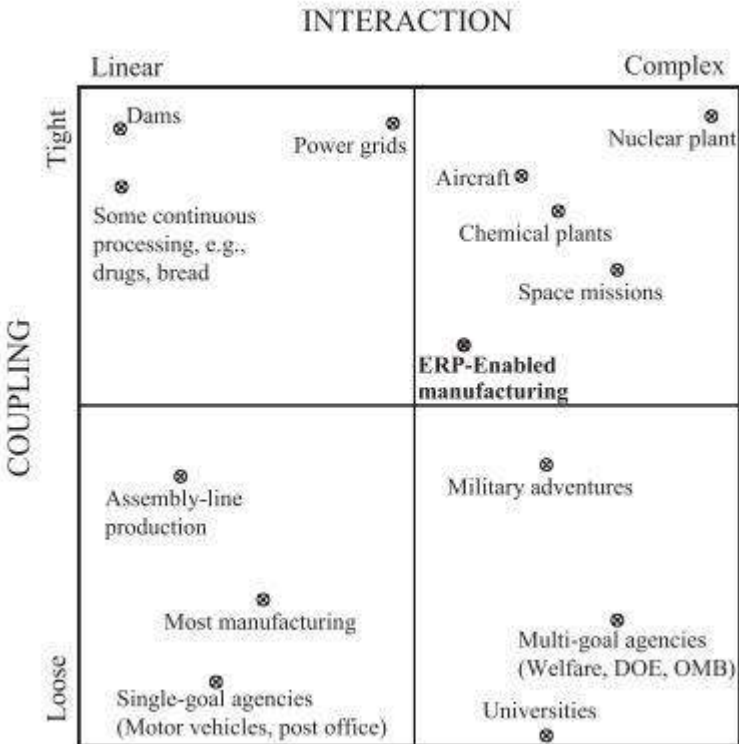 INTERACTION
Linear
Complex
COUPLING
Tight
Loose
Dams
Power grids
Some continuous
processing, e.g.,
drugs, bread
Nuclear plant
Aircraft
Chemical plants
Space missions
ERP-Enabled
manufacturing
Assembly-line
production
Most manufacturing
Single-goal agencies
(Motor vehicles, post office)
Military adventures
Multi-goal agencies
(Welfare, DOE, OMB)
Universities